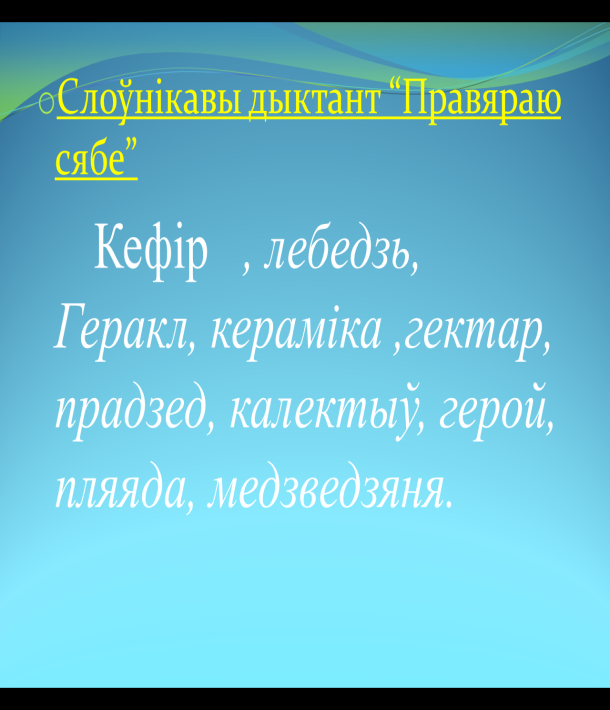 Слоўнікавы дыктант “Правяраю
сябе”
Кефір , лебедзь,
Геракл, кераміка ,гектар,
прадзед, калектыў, герой,
пляяда, медзведзяня.